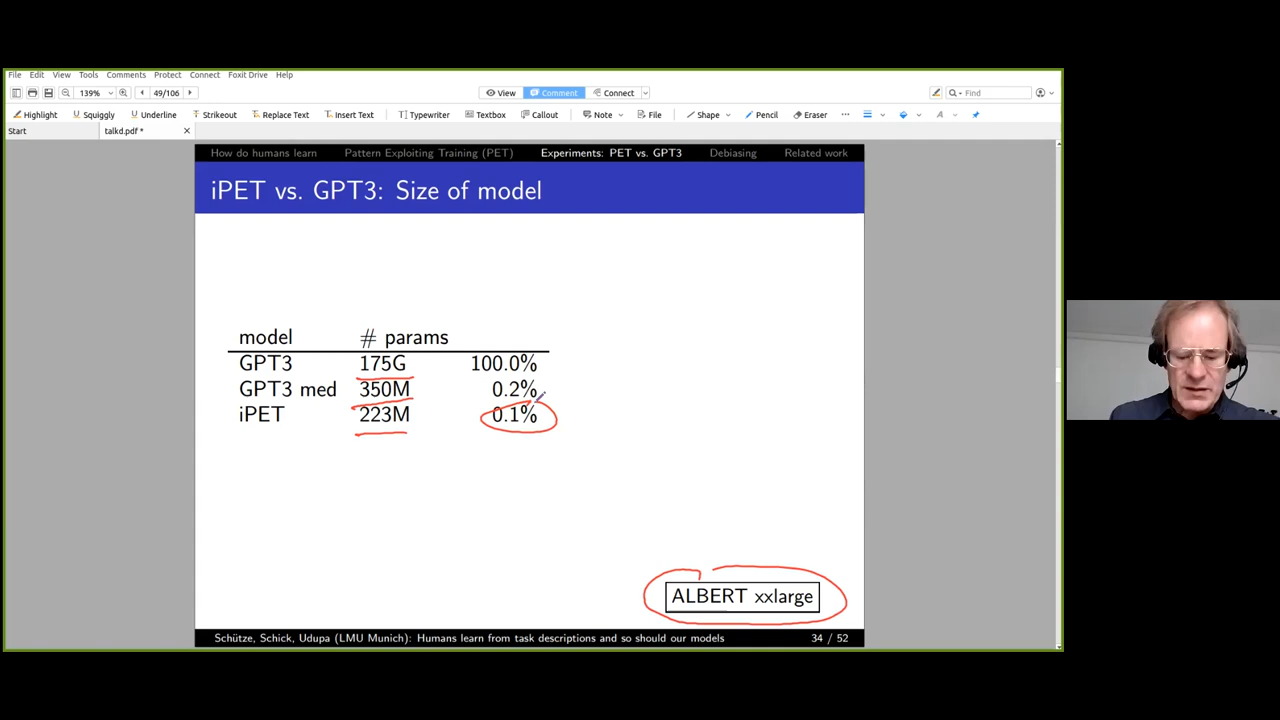 File Edit View Tools Comments Protect Connect Foxit Drive Help
139% 49/106 View Comment Connect Find
Highlight Squiggly Underline Strikeout Replace Text Insert Text Typewriter Textbox Callout Note File Shape Pencil Eraser ...
Start talkd.pdf *
How do humans learn Pattern Exploiting Training (PET) Experiments: PET vs. GPT3 Debiasing Related work
iPET vs. GPT3: Size of model
model # params
GPT3 175G 100.0%
GPT3 med 350M 0.2%
iPET 223M 0.1%
ALBERT xxlarge
Schütze, Schick, Udupa (LMU Munich): Humans learn from task descriptions and so should our models 34 / 52